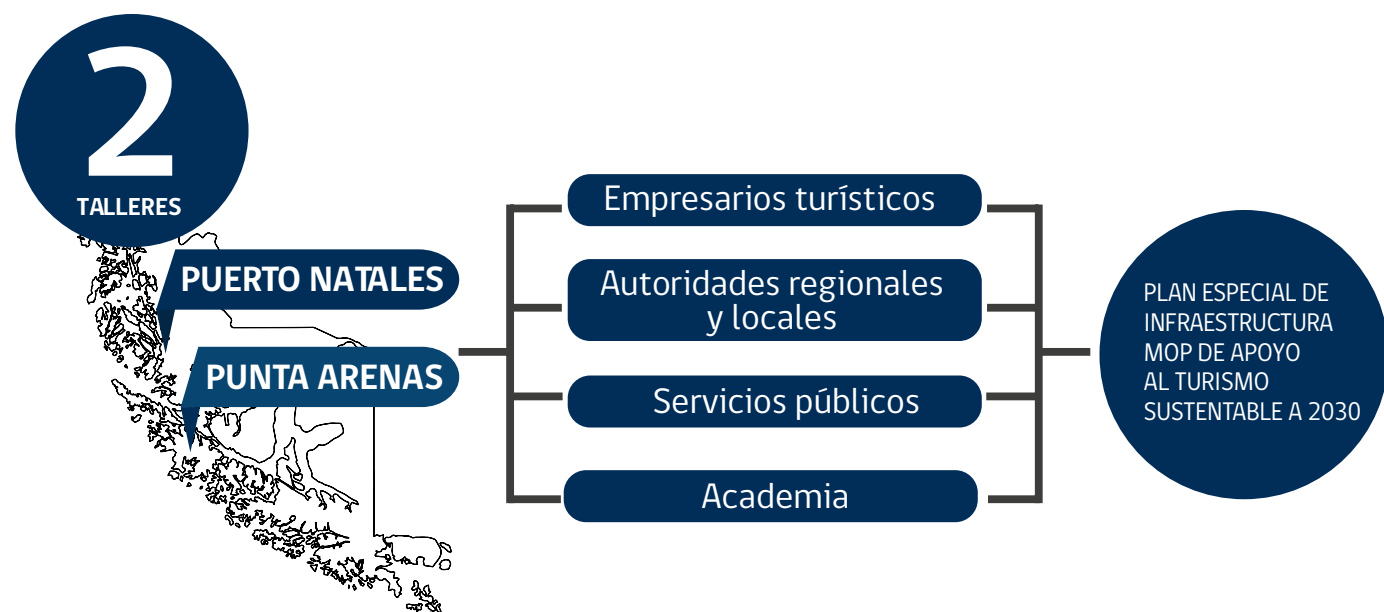 2
TALLERES
PUERTO NATALES
PUNTA ARENAS
Empresarios turísticos
Autoridades regionales
y locales
Servicios públicos
Academia
PLAN ESPECIAL DE
INFRAESTRUCTURA
MOP DE APOYO
AL TURISMO
SUSTENTABLE A 2030